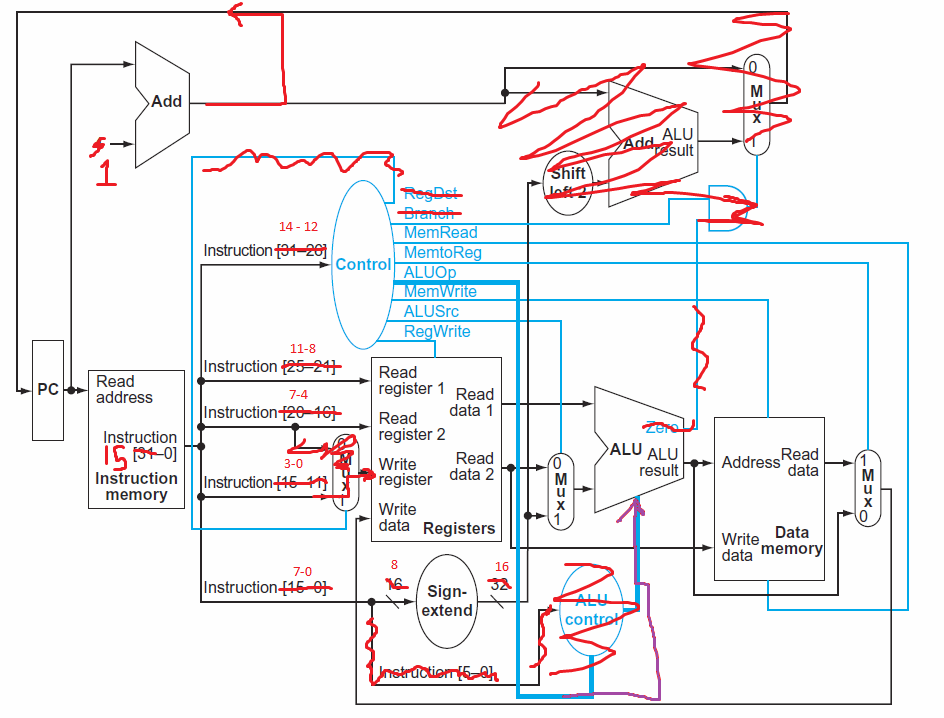 0
M
u
x
1
Add
4
1
Add
ALU
result
Shift
left 2
RegDst
Branch
MemRead
MemtoReg
ALUOp
MemWrite
ALUSrc
RegWrite
14 - 12
Instruction [31–26]
Control
11-8
Instruction [25–21]
7-4
Instruction [20–16]
3-0
Instruction [15–11]
PC
Read
address
Instruction
15 [31–0]
Instruction
memory
M
u
x
1
Read
register 1
Read
data 1
Read
register 2
Write
register
Read
data 2
Write
data
Registers
0
M
u
x
1
Zero
ALU
ALU
result
Address
Read
data
Write
data
Data
memory
1
M
u
x
0
7-0
Instruction [15–0]
8
16
Sign-
extend
16
32
ALU
control
Instruction [5–0]